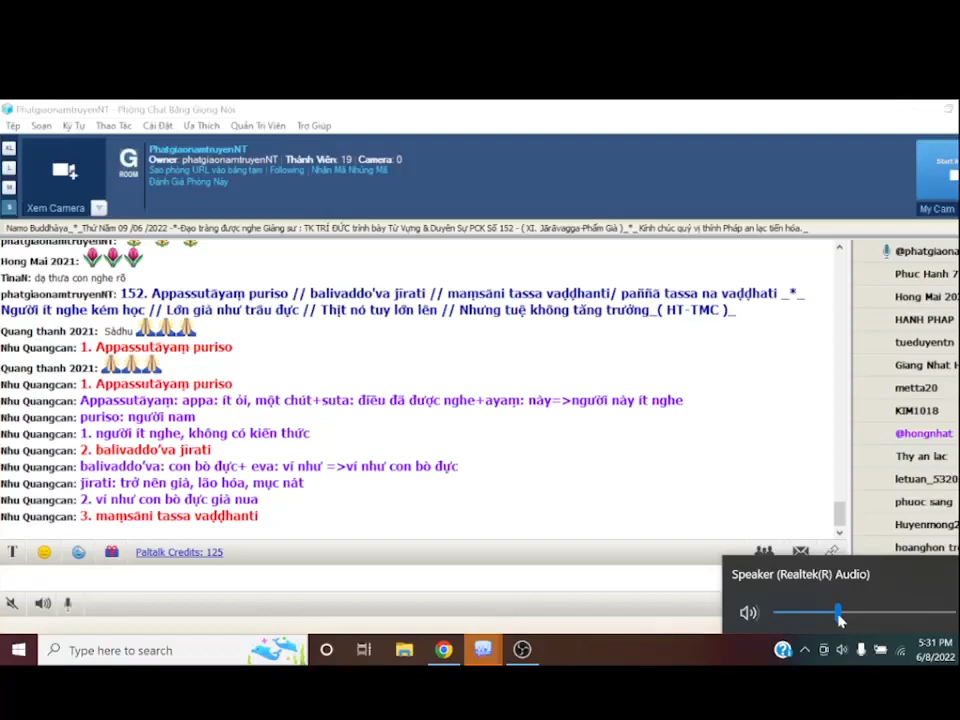 PhatgiaonamtruyenNT - Phòng Chat Bằng Giọng Nói
Tếp Soạn Ký Tự Thao Tác Cài Đặt Ưa Thích Quản Trị Viên Trợ Giúp
PhatgiaonamtruyenNT
Owner: phatgiaonamtruyenNT | Thành Viên: 19 | Camera: 0
Sao phòng URL vào bảng tạm | Following | Nhấn Mã Nhúng Mã
Đánh Giá Phòng Này
G
ROOM
XL
L
M
S
Xem Camera
My Cam
Namo Buddhàya_*_Thứ Năm 09 /06 /2022 -*-Đạo tràng được nghe Giảng sư : TK TRÍ ĐỨC trình bày Từ Vựng & Duyên Sự PCK Số 152 - ( XI. Jārāvagga-Phẩm Già )_*_ Kính chúc quý vị thính Pháp an lạc tiến hóa._
phatgiaonamtruyenNT:
Hong Mai 2021:
TinaN: dạ thưa con nghe rõ
phatgiaonamtruyenNT: 152. Appassutāyaṃ puriso // balivaddo'va jīrati // maṃsāni tassa vaḍḍhanti/ paññā tassa na vaḍḍhati _*_
Người ít nghe kém học // Lớn già như trâu đực // Thịt nó tuy lớn lên // Nhưng tuệ không tăng trưởng_( HT-TMC )_
Quang thanh 2021: Sādhu
Nhu Quangcan: 1. Appassutāyaṃ puriso
Quang thanh 2021:
Nhu Quangcan: 1. Appassutāyaṃ puriso
Nhu Quangcan: Appassutāyaṃ: appa: ít ỏi, một chút+suta: điều đã được nghe+ayaṃ: này=>người này ít nghe
Nhu Quangcan: puriso: người nam
Nhu Quangcan: 1. người ít nghe, không có kiến thức
Nhu Quangcan: 2. balivaddo’va jīrati
Nhu Quangcan: balivaddo’va: con bò đực+ eva: ví như =>ví như con bò đực
Nhu Quangcan: jīrati: trở nên già, lão hóa, mục nát
Nhu Quangcan: 2. ví như con bò đực già nua
Nhu Quangcan: 3. maṃsāni tassa vaḍḍhanti
@phatgiaona
Phuc Hanh 7
Hong Mai 202
HANH PHAP
tueduyentn
Giang Nhat H
metta20
KIM1018
@hongnhat
Thy an lac
letuan_5320
phuoc sang
Huyenmong2
hoanghon tr
T
Paltalk Credits: 125
Speaker (Realtek(R) Audio)
Type here to search
5:31 PM
6/8/2022